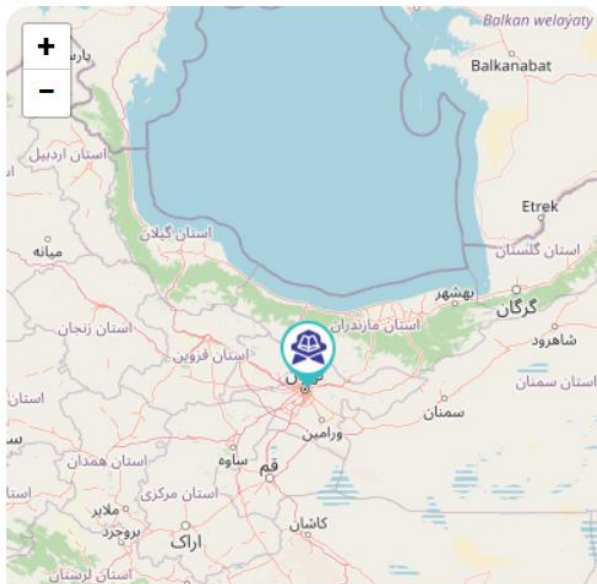 +
−
Balkan welaýaty
Balkanabat
استان اردبیل
Etrek
استان گیلان
استان گلستان
میانه
بهشهر
گرگان
استان زنجان
استان مازندران
شاهرود
استان قزوین
استان سمنان
سمنان
ورامین
ساوه
استان همدان
قم
استان مرکزی
ملایر
بروجرد
اراک
کاشان
استان لرستان